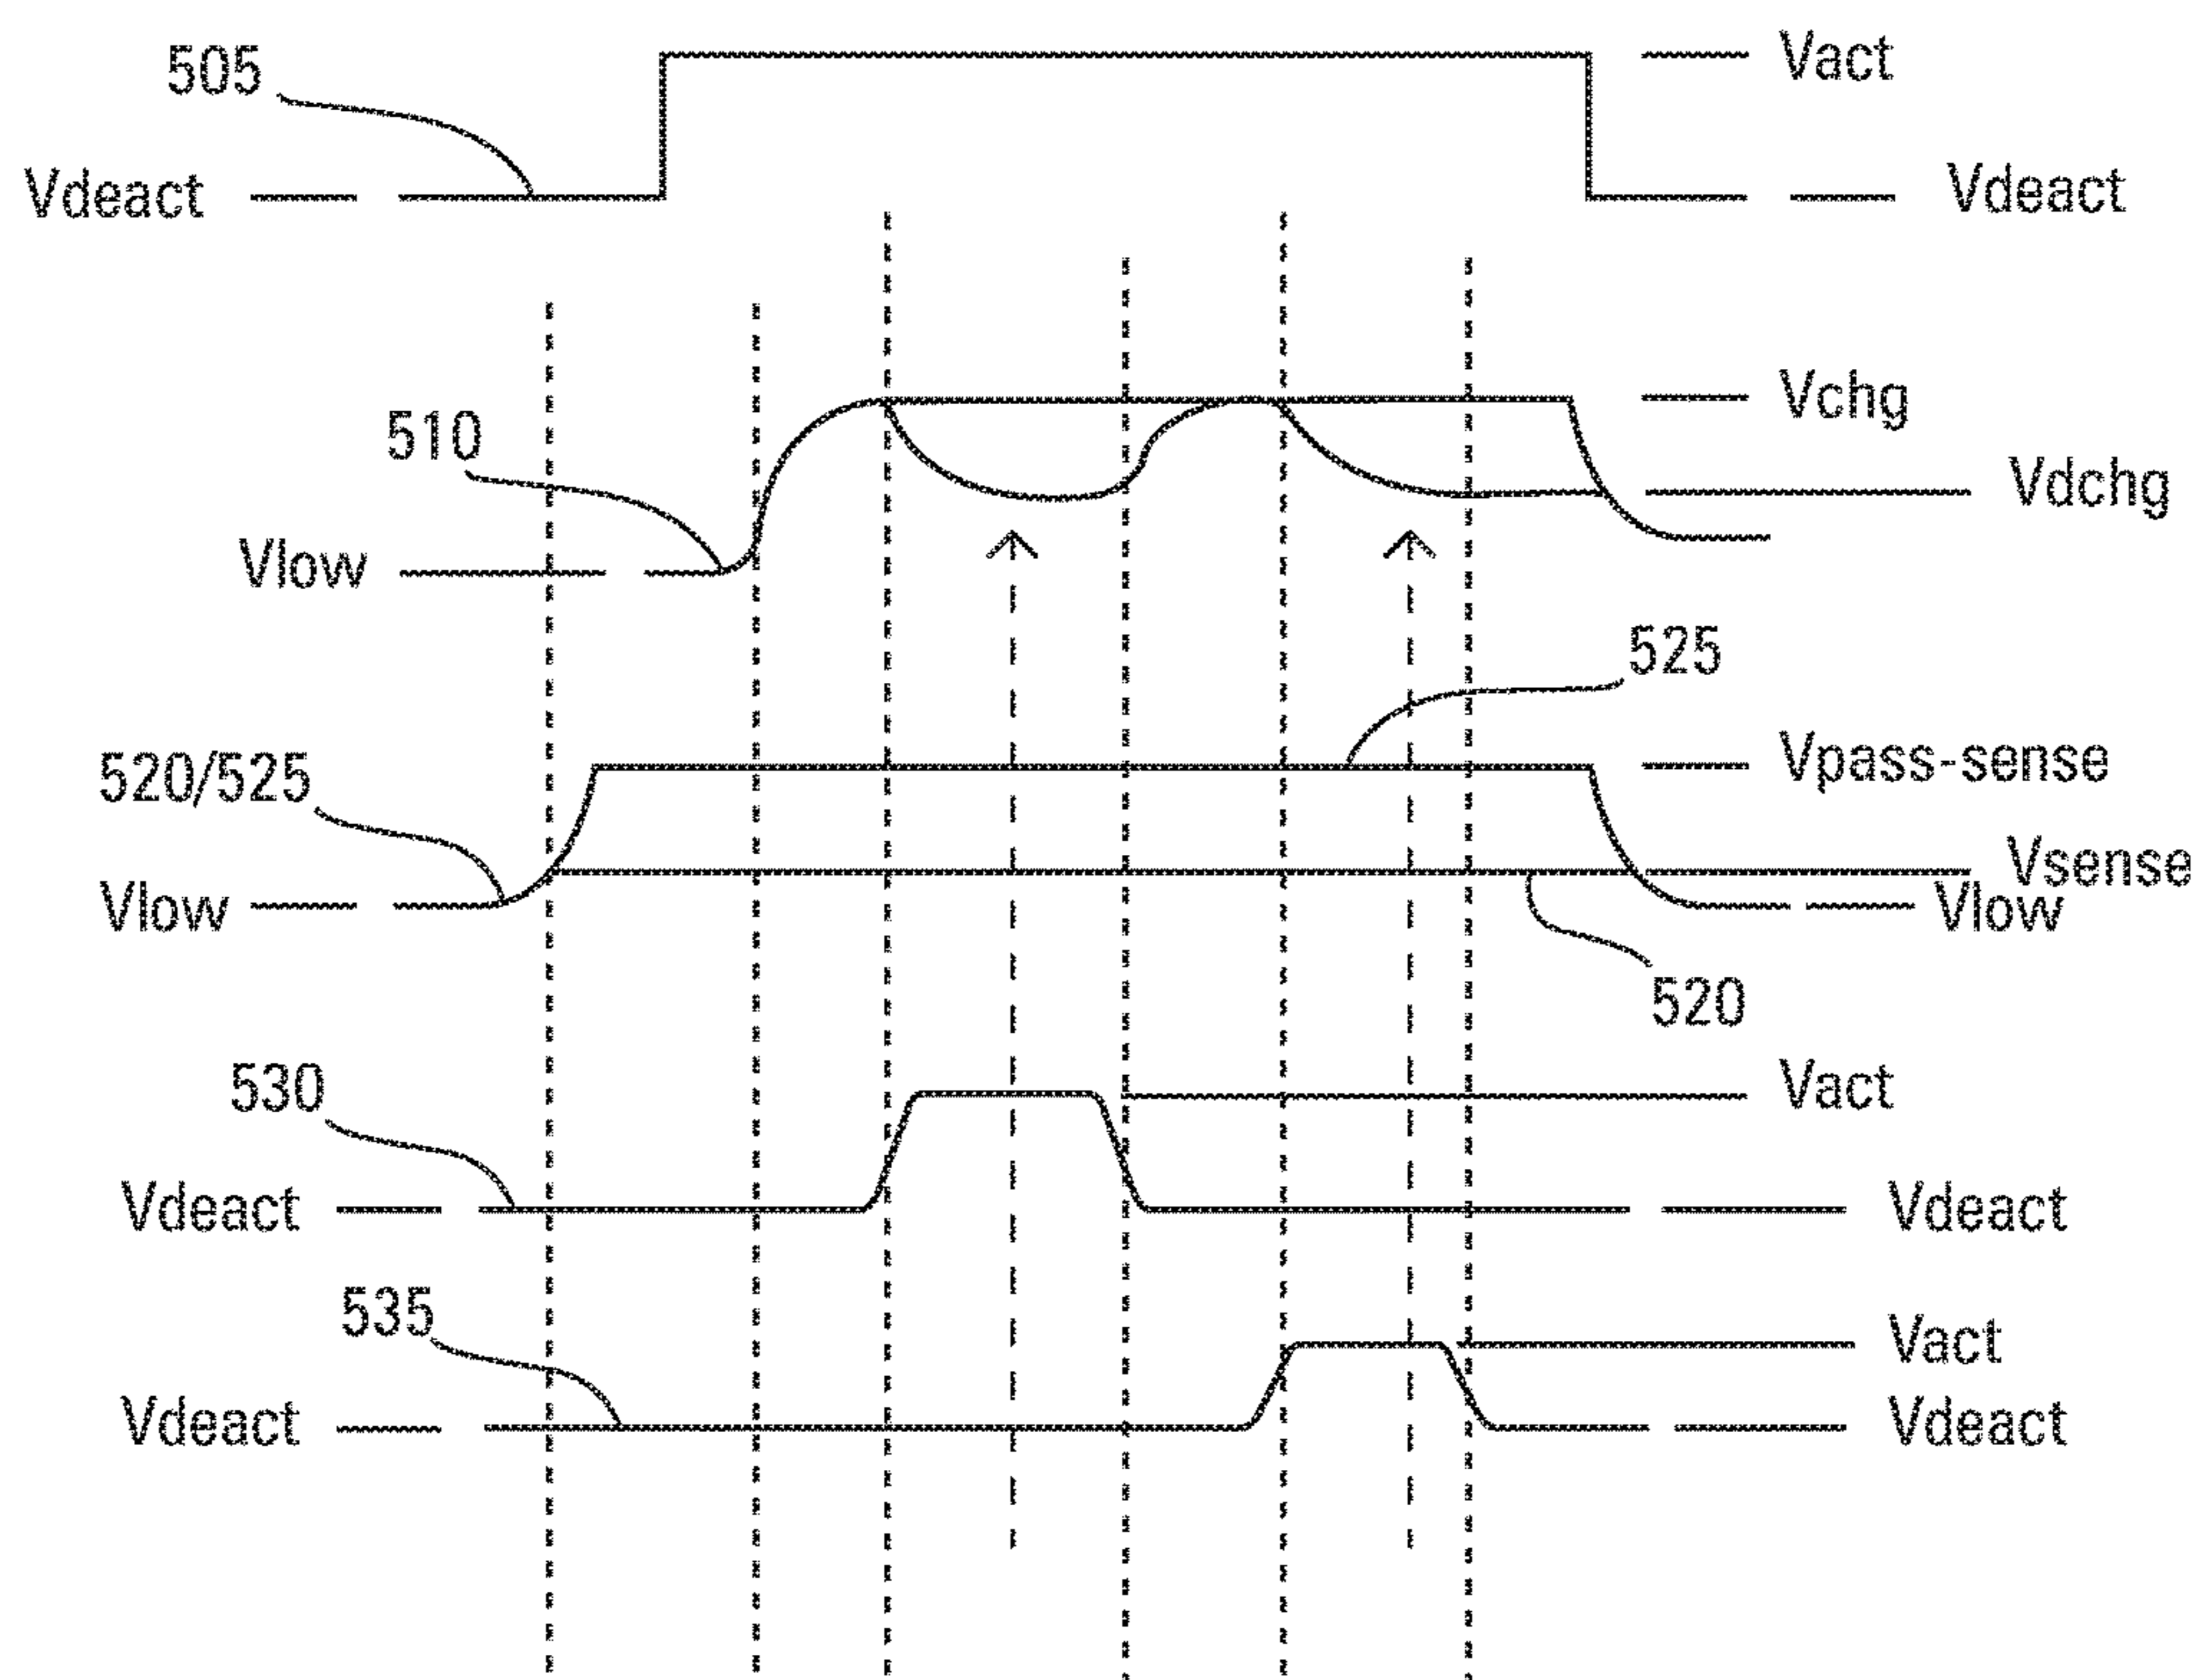 505
Vact
Vdeact
Vdeact
Vchg
510
Vdchg
Vlow
525
Vpass-sense
520/525
Vsense
Vlow
Vlow
520
530
Vact
Vdeact
Vdeact
535
Vact
Vdeact
Vdeact